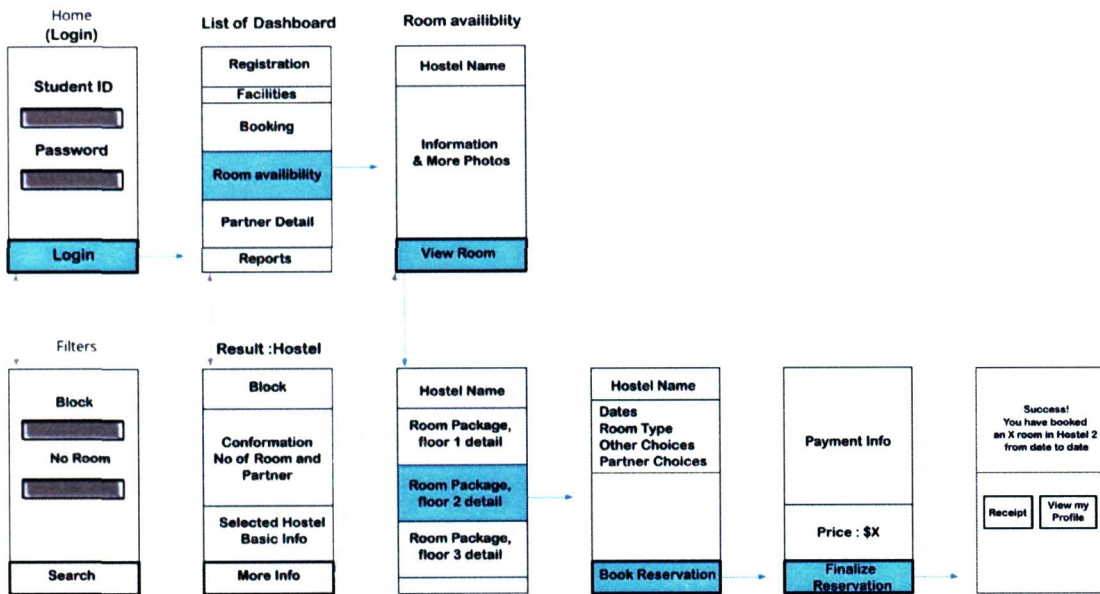 Home
(Login)
Student ID
Password
Login
List of Dashboard
Registration
Facilities
Booking
Room availibility
Partner Detail
Reports
Room availiblity
Hostel Name
Information
& More Photos
View Room
Filters
Block
No Room
Search
Result :Hostel
Block
Conformation
No of Room and
Partner
Selected Hostel
Basic Info
More Info
Hostel Name
Room Package,
floor 1 detail
Room Package,
floor 2 detail
Room Package,
floor 3 detail
Hostel Name
Dates
Room Type
Other Choices
Partner Choices
Book Reservation
Payment Info
Price : $X
Finalize
Reservation
Success!
You have booked
an X room in Hostel 2
from date to date
Receipt
View my
Profile